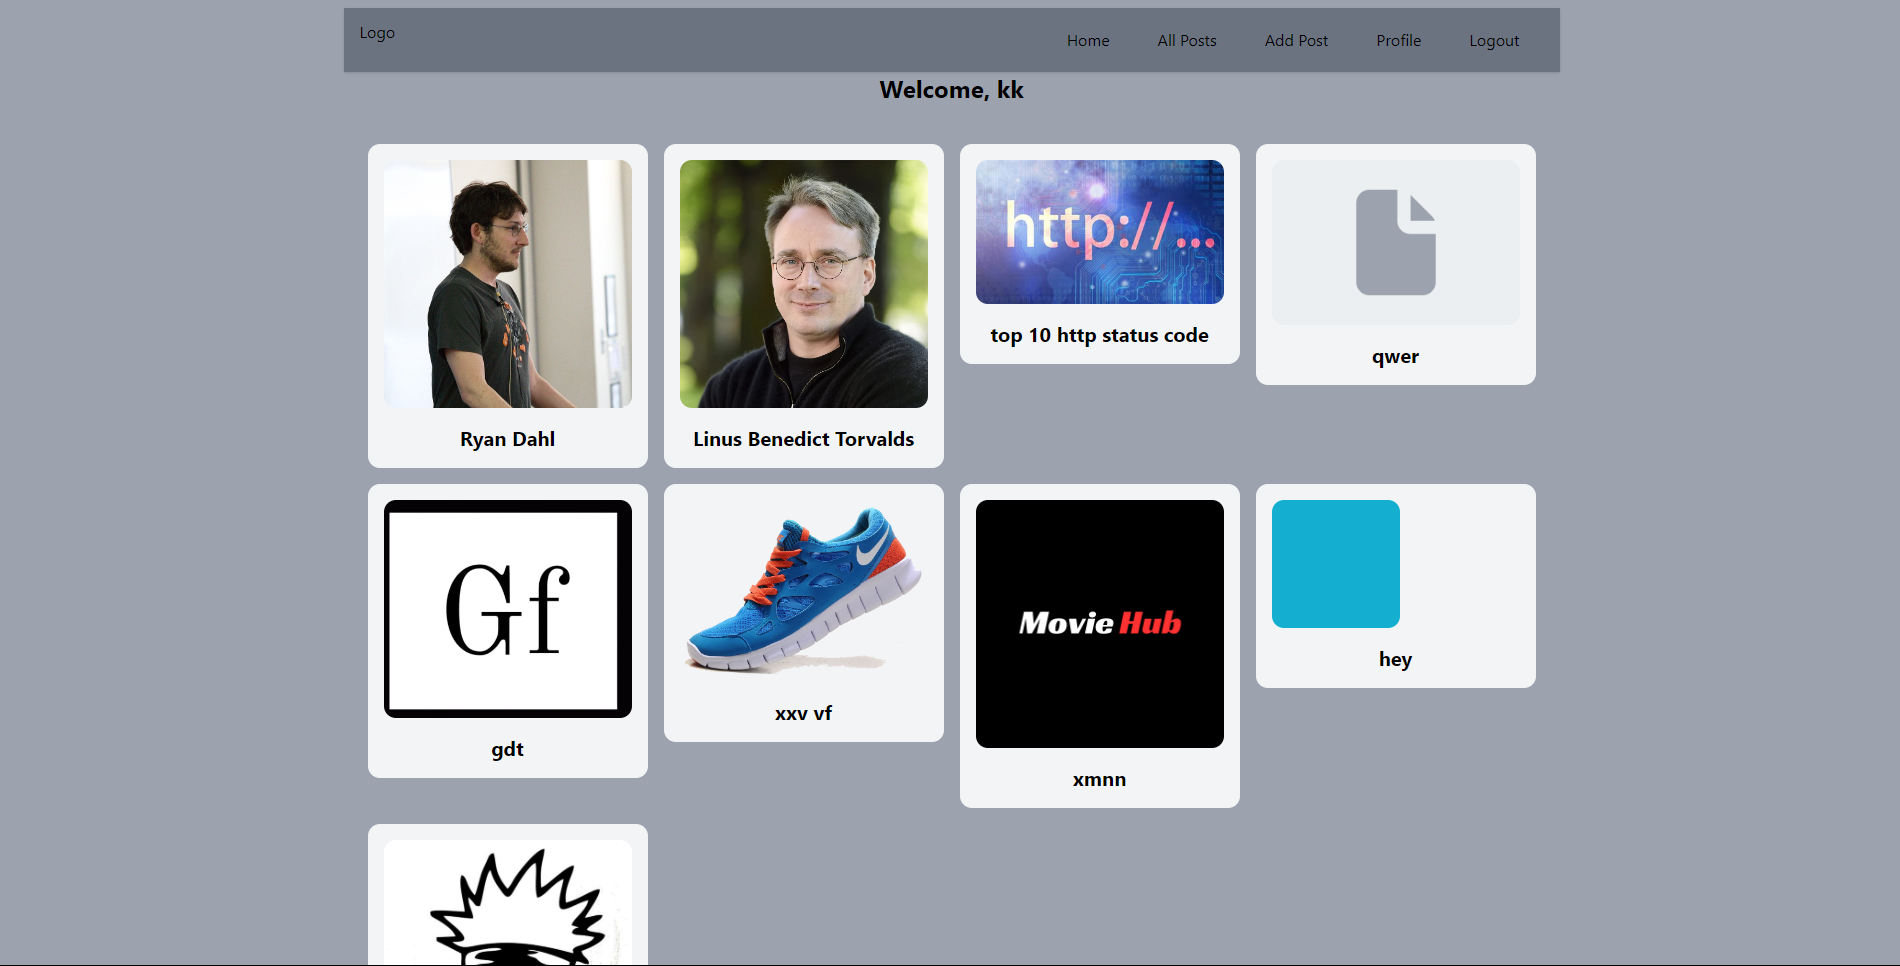 Logo
Home
All Posts
Add Post
Profile
Logout
Welcome, kk
http://...
Ryan Dahl
Linus Benedict Torvalds
top 10 http status code
qwer
Gf
Movie Hub
gdt
xxv vf
xmnn
hey